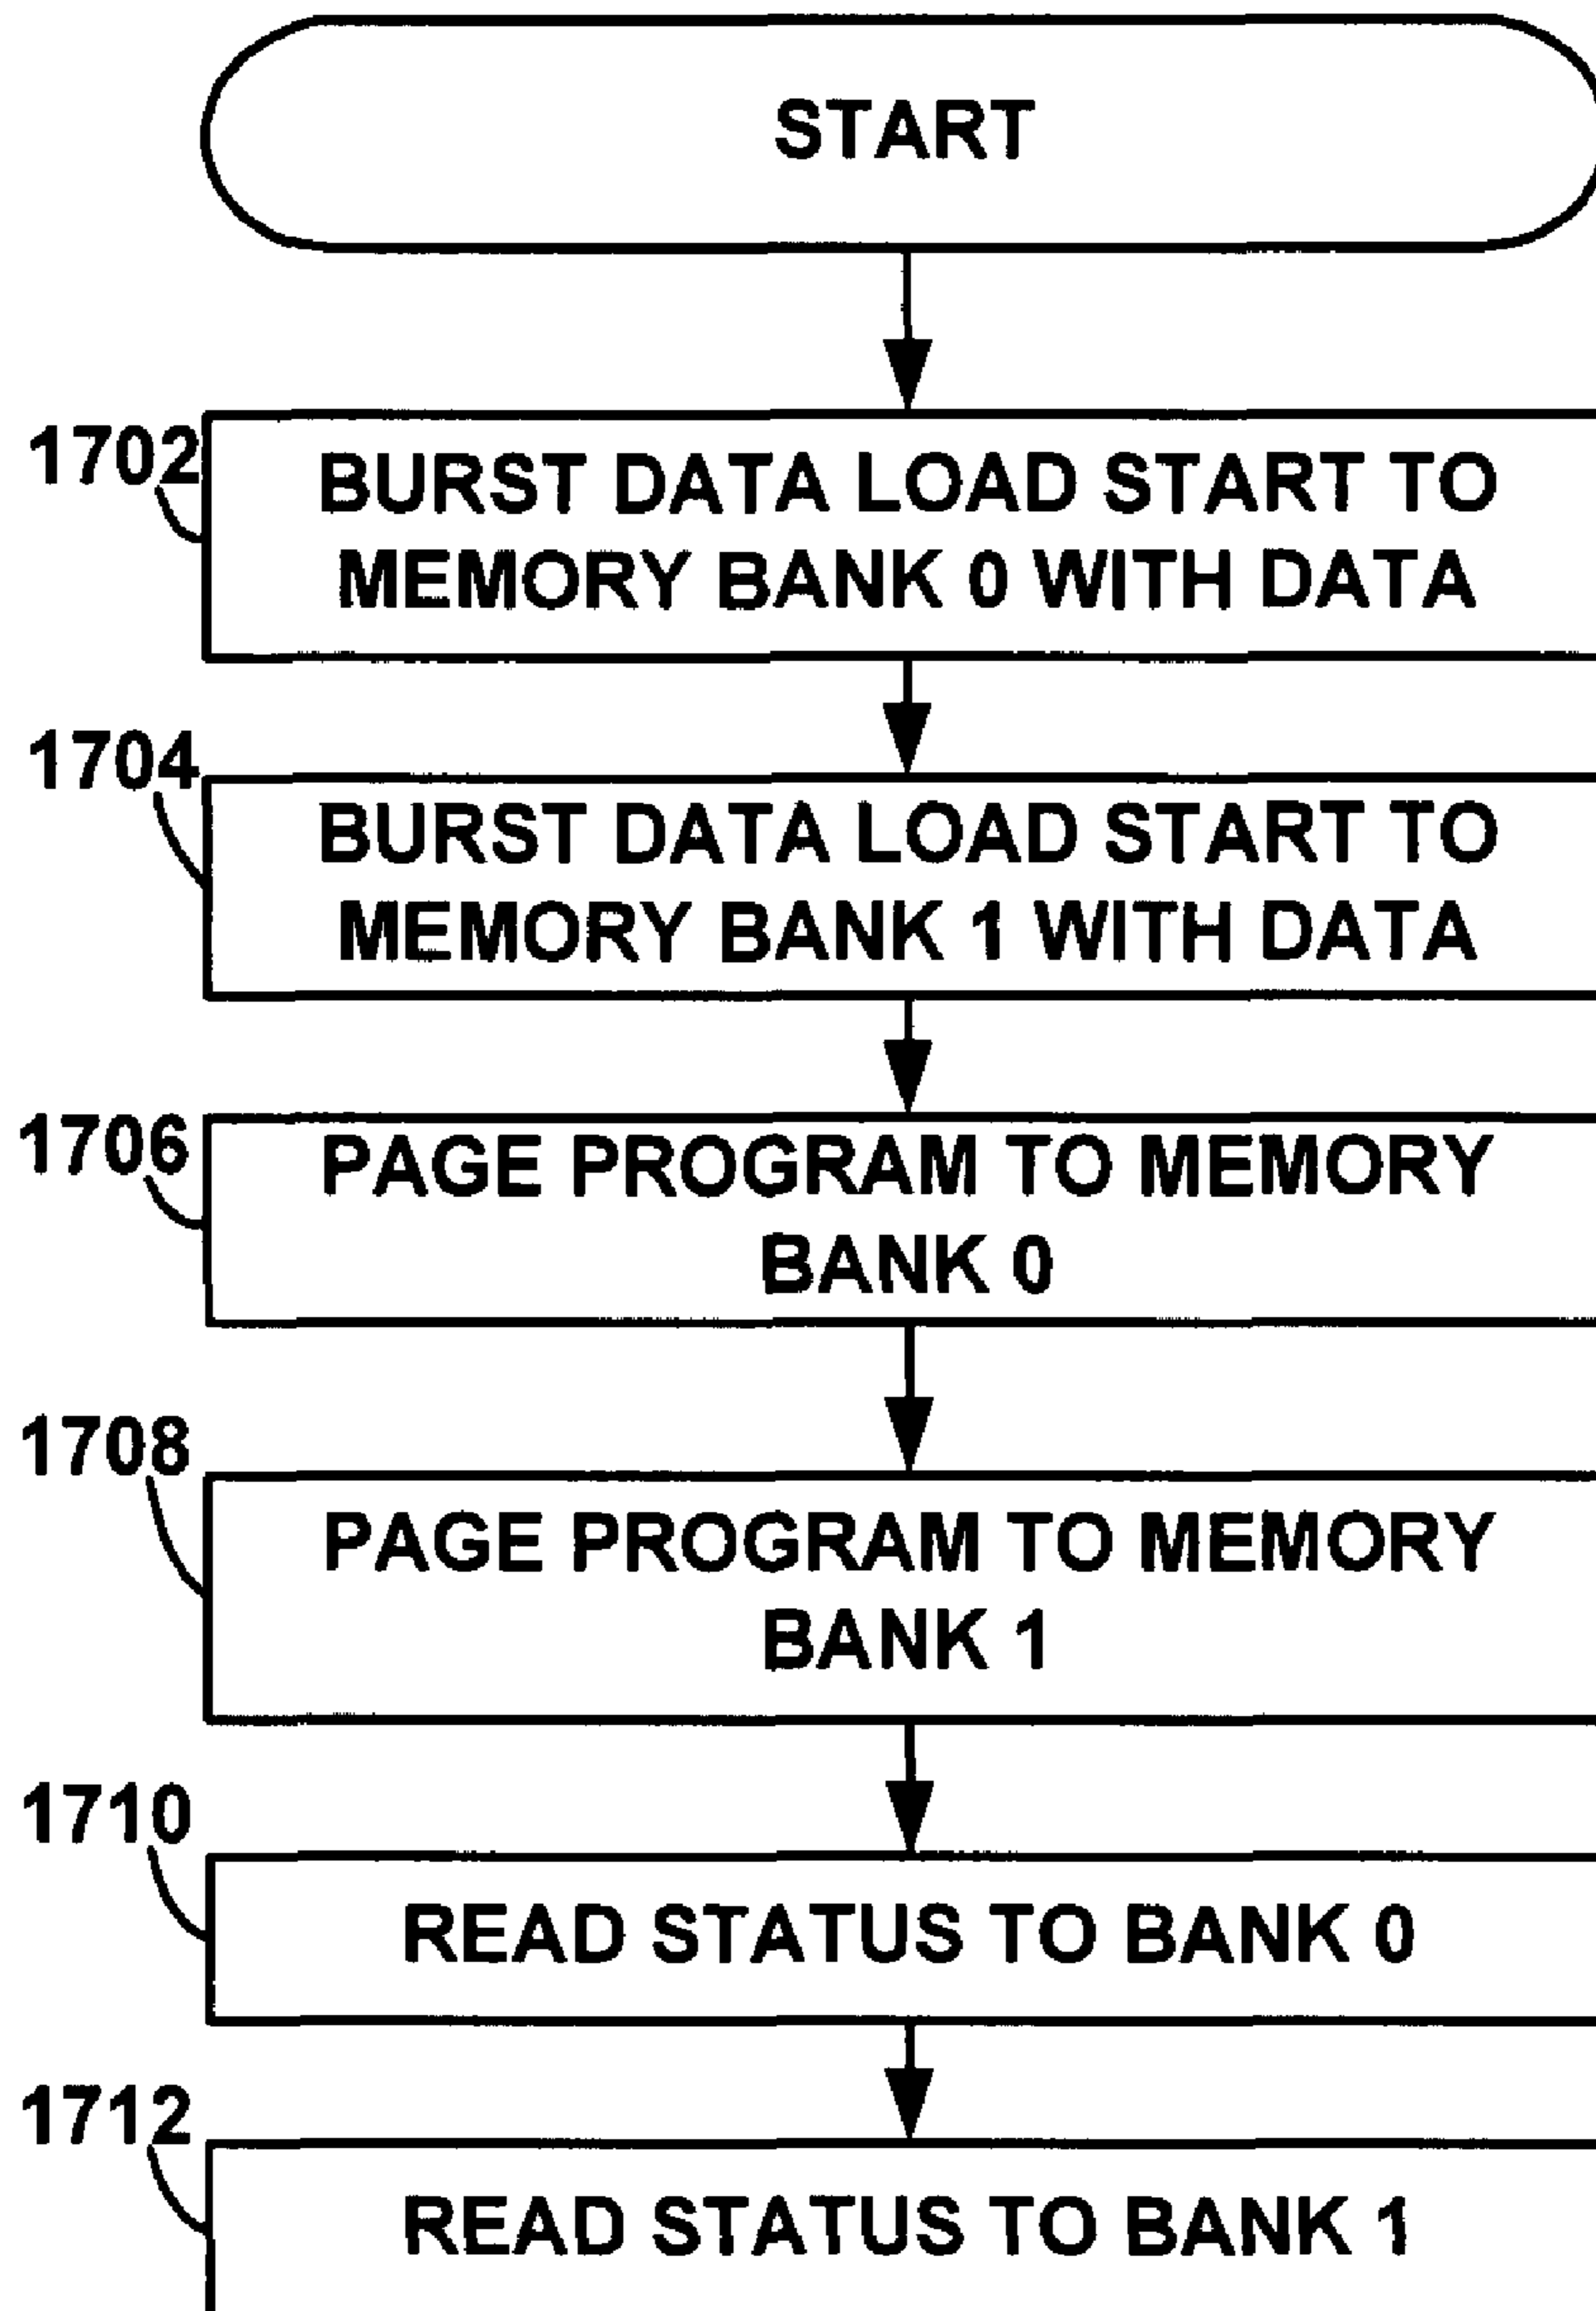 START
1702
BURST DATA LOAD START TO
MEMORY BANK 0 WITH DATA
1704
BURST DATA LOAD START TO
MEMORY BANK 1 WITH DATA
1706
PAGE PROGRAM TO MEMORY
BANK 0
1708
PAGE PROGRAM TO MEMORY
BANK 1
1710
READ STATUS TO BANK 0
1712
READ STATUS TO BANK 1